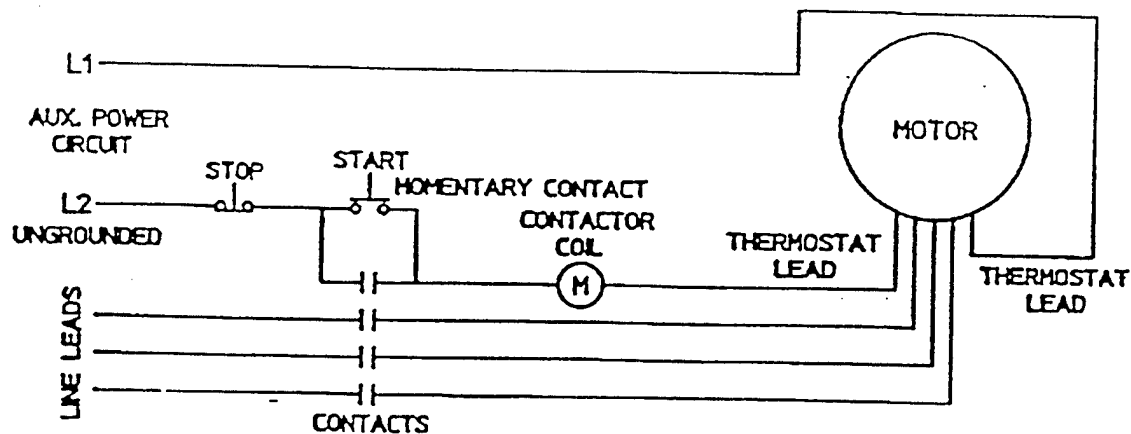 L1
MOTOR
AUX. POWER
CIRCUIT
STOP
START
MOMENTARY CONTACT
L2
UNGROUNDED
CONTACTOR
COIL
M
THERMOSTAT
LEAD
THERMOSTAT
LEAD
LINE LEADS
CONTACTS